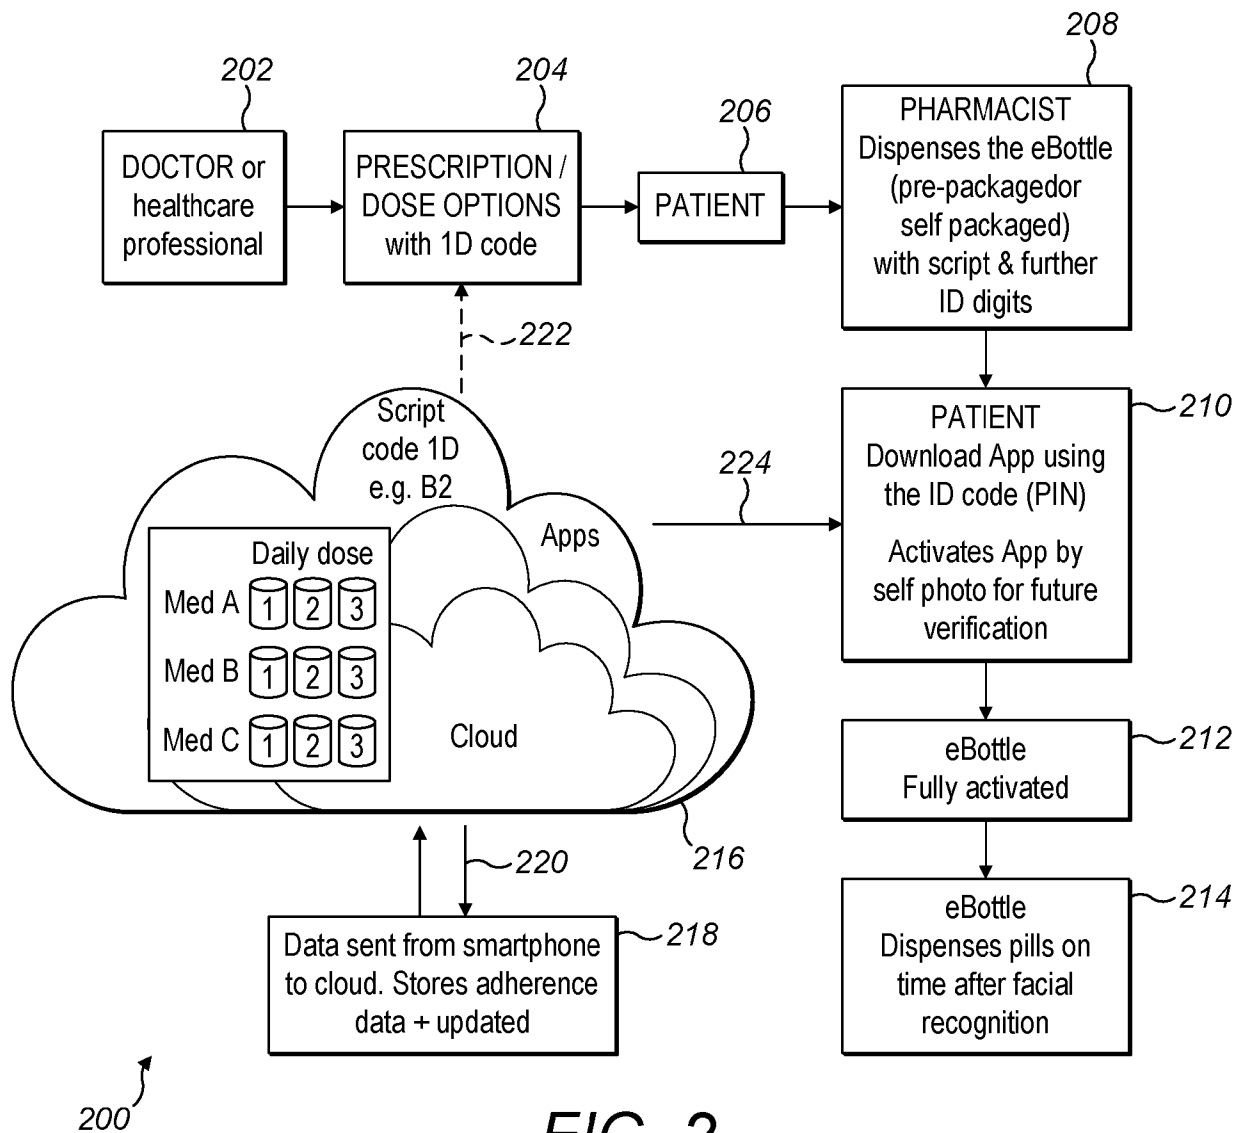 208
202
204
206
DOCTOR or
healthcare
professional
PRESCRIPTION /
DOSE OPTIONS
with 1D code
PATIENT
PHARMACIST
Dispenses the eBottle
(pre-packagedor
self packaged)
with script & further
ID digits
222
Script
code 1D
e.g. B2
Apps
224
PATIENT
Download App using
the ID code (PIN)
Activates App by
self photo for future
verification
210
Daily dose
Med A 1 2 3
Med B 1 2 3
Med C 1 2 3
Cloud
216
eBottle
Fully activated
212
220
Data sent from smartphone
to cloud. Stores adherence
data + updated
218
eBottle
Dispenses pills on
time after facial
recognition
214
200
FIG. 2